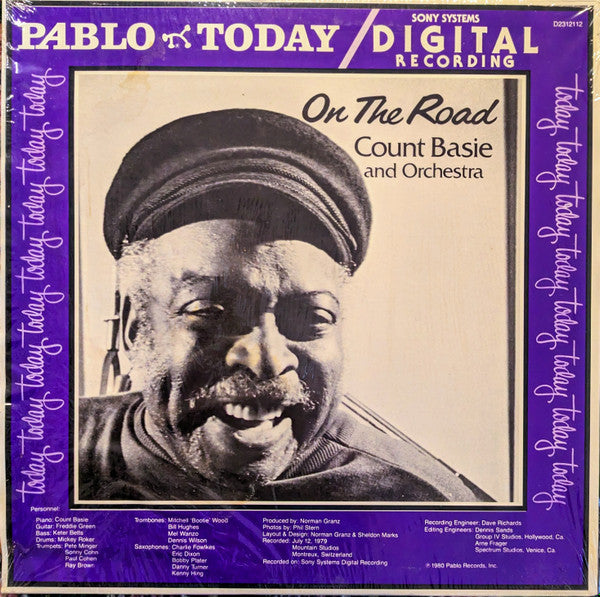 PABLO TODAY / SONY SYSTEMS DIGITAL RECORDING
D2312112
On The Road
Count Basie
and Orchestra
today today today today today today today today
today today today today today today today today
Personnel:
Piano: Count Basie
Guitar: Freddie Green
Bass: Keter Betts
Drums: Mickey Roker
Trumpets: Pete Minger
Sonny Cohn
Paul Cohen
Ray Brown
Trombones: Mitchell 'Bootie' Wood
Bill Hughes
Mel Wanzo
Dennis Wilson
Saxophones: Charlie Fowlkes
Eric Dixon
Bobby Plater
Danny Turner
Kenny Hing
Produced by: Norman Granz
Photos by: Phil Stern
Layout & Design: Norman Granz & Sheldon Marks
Recorded: July 12, 1979
Mountain Studios
Montreux, Switzerland
Recorded on: Sony Systems Digital Recording
Recording Engineer: Dave Richards
Editing Engineers: Dennis Sands
Group IV Studios, Hollywood, Ca.
Arne Frager
Spectrum Studios, Venice, Ca.
℗ 1980 Pablo Records, Inc.